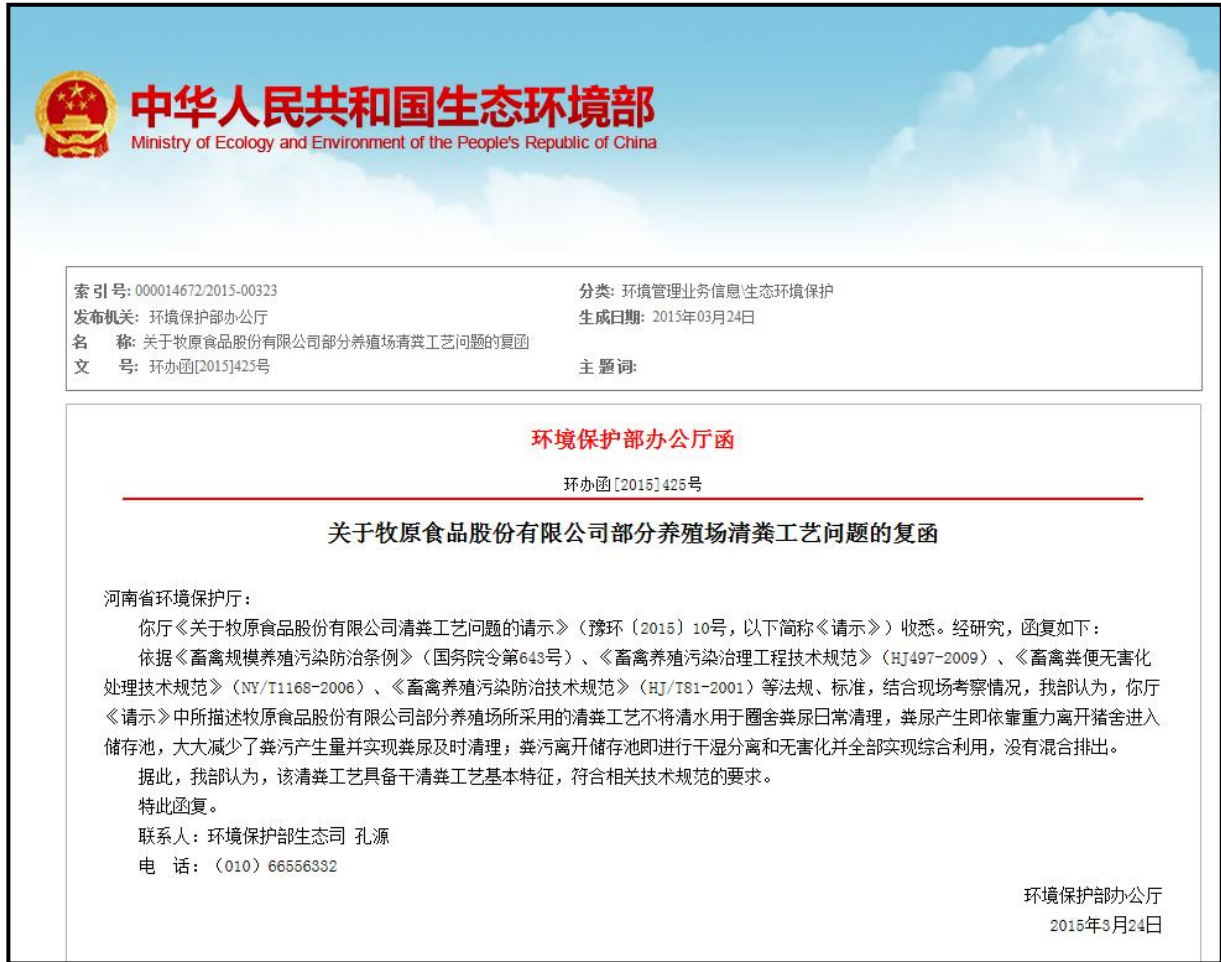 中华人民共和国生态环境部
Ministry of Ecology and Environment of the People's Republic of China
索 引 号: 000014672/2015-00323 分类: 环境管理业务信息\生态环境保护
发布机关: 环境保护部办公厅 生成日期: 2015年03月24日
名 称: 关于牧原食品股份有限公司部分养殖场清粪工艺问题的复函
文 号: 环办函[2015]425号 主 题 词:
环境保护部办公厅函
环办函[2015]425号
关于牧原食品股份有限公司部分养殖场清粪工艺问题的复函
河南省环境保护厅：
你厅《关于牧原食品股份有限公司清粪工艺问题的请示》（豫环〔2015〕10号，以下简称《请示》）收悉。经研究，函复如下：
依据《畜禽规模养殖污染防治条例》（国务院令第643号）、《畜禽养殖污染治理工程技术规范》（HJ497-2009）、《畜禽粪便无害化
处理技术规范》（NY/T1168-2006）、《畜禽养殖污染防治技术规范》（HJ/T81-2001）等法规、标准，结合现场考察情况，我部认为，你厅
《请示》中所描述牧原食品股份有限公司部分养殖场所采用的清粪工艺不将清水用于圈舍粪尿日常清理，粪尿产生即依靠重力离开猪舍进入
储存池，大大减少了粪污产生量并实现粪尿及时清理；粪污离开储存池即进行干湿分离和无害化并全部实现综合利用，没有混合排出。
据此，我部认为，该清粪工艺具备干清粪工艺基本特征，符合相关技术规范的要求。
特此函复。
联系人：环境保护部生态司 孔源
电 话：（010）66556332
环境保护部办公厅
2015年3月24日